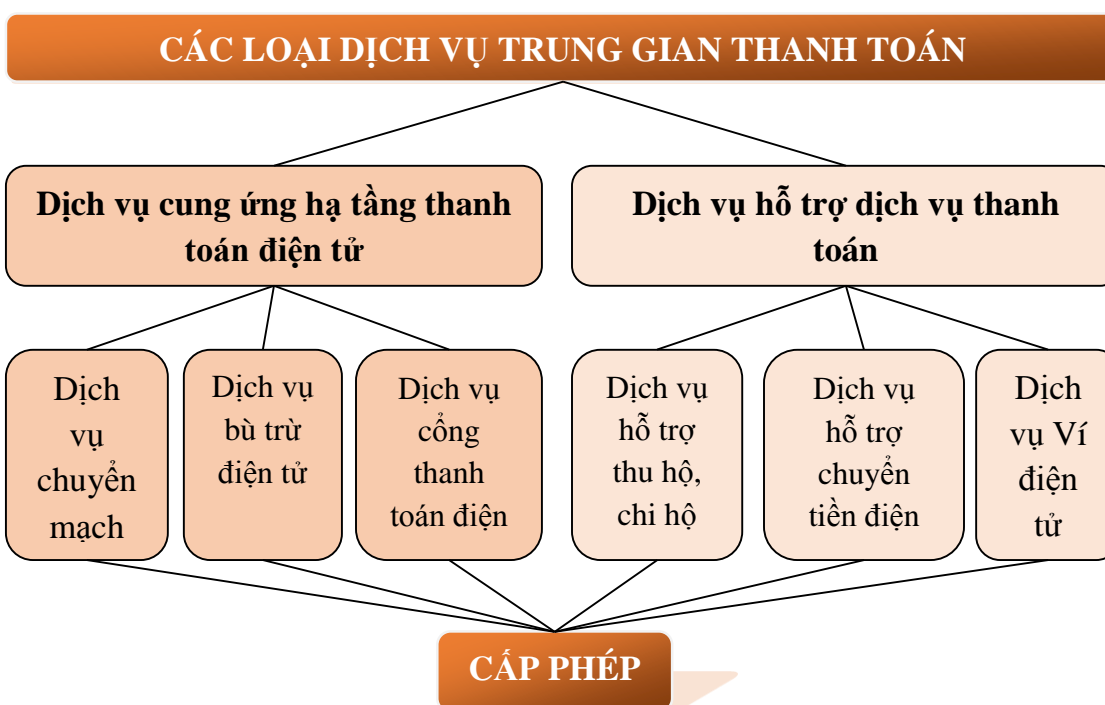 CÁC LOẠI DỊCH VỤ TRUNG GIAN THANH TOÁN
Dịch vụ cung ứng hạ tầng thanh
toán điện tử
Dịch vụ hỗ trợ dịch vụ thanh
toán
Dịch
vụ
chuyển
mạch
Dịch vụ
bù trừ
điện tử
Dịch vụ
cổng
thanh
toán điện
Dịch vụ
hỗ trợ
thu hộ,
chi hộ
Dịch vụ
hỗ trợ
chuyển
tiền điện
Dịch
vụ Ví
điện
tử
CẤP PHÉP